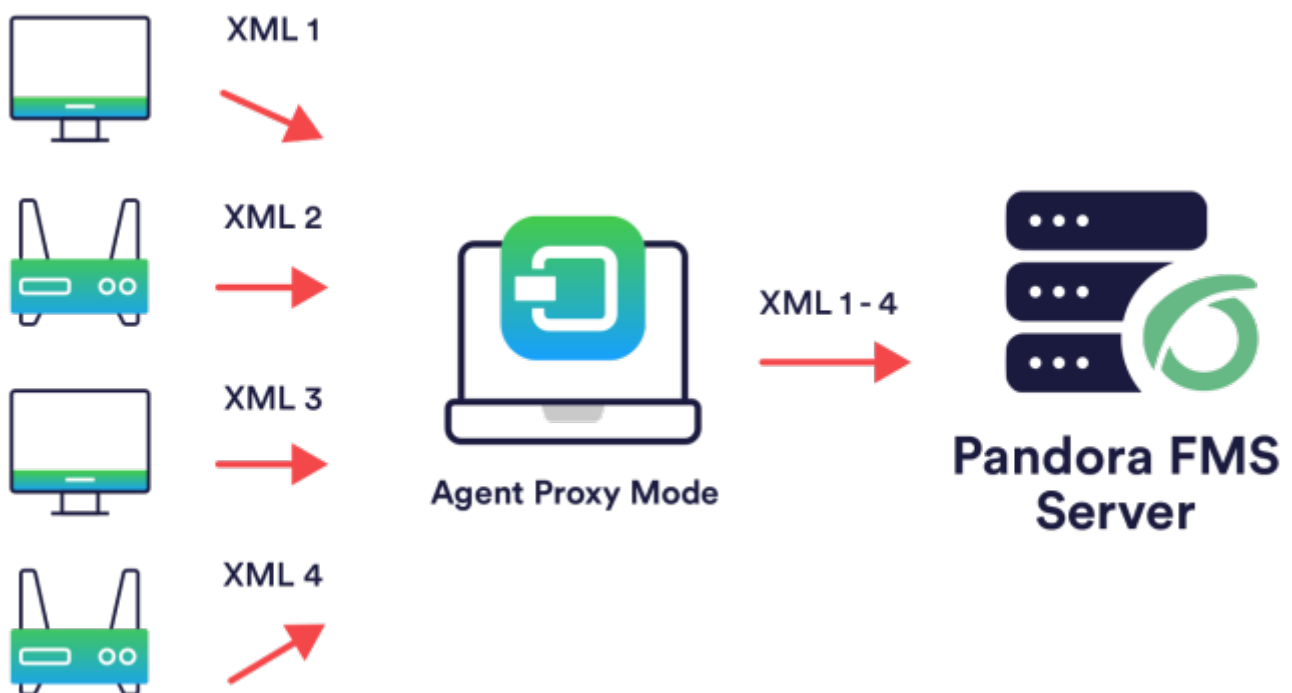 XML 1
XML 2
XML 3
XML 4
Agent Proxy Mode
XML 1 - 4
Pandora FMS
Server